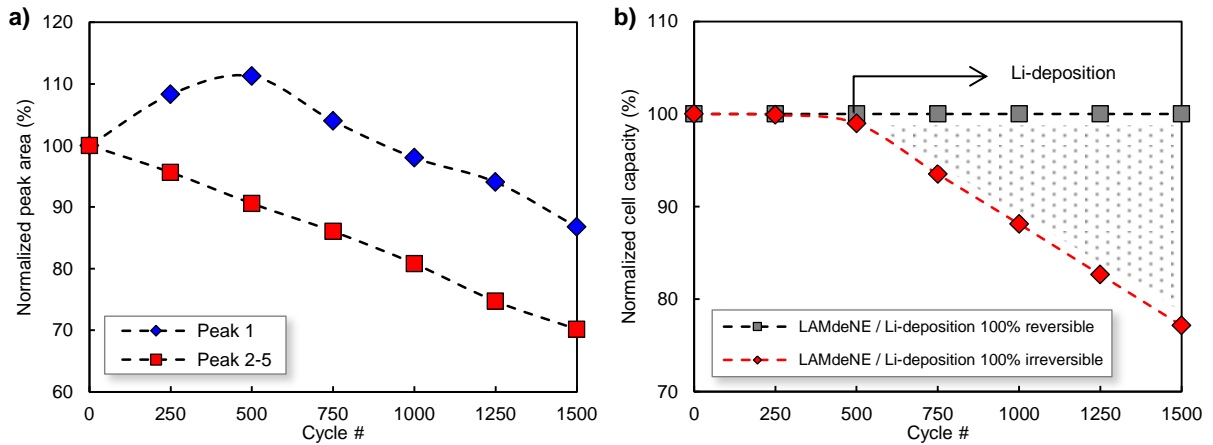 a)
Normalized peak area (%)
120
110
100
90
80
70
60
0 250 500 750 1000 1250 1500
Cycle #
Peak 1
Peak 2-5
b)
Normalized cell capacity (%)
110
100
90
80
70
0 250 500 750 1000 1250 1500
Cycle #
Li-deposition
LAMdeNE / Li-deposition 100% reversible
LAMdeNE / Li-deposition 100% irreversible